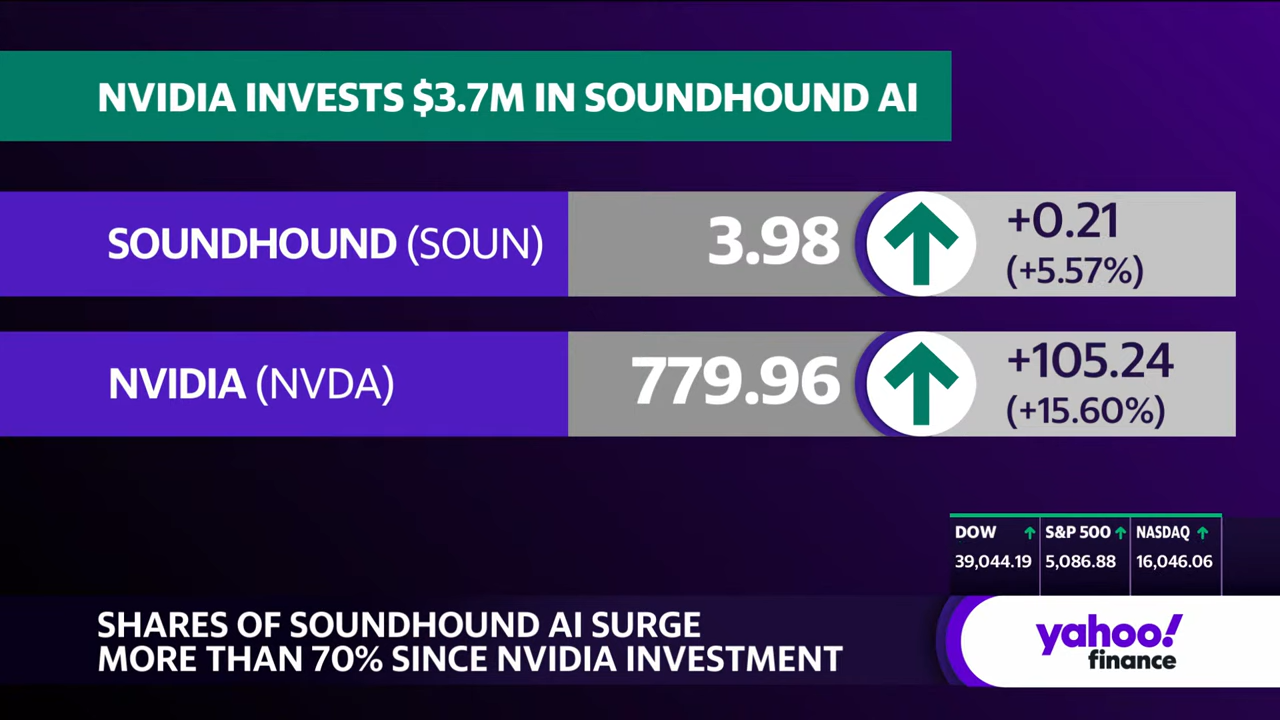 NVIDIA INVESTS $3.7M IN SOUNDHOUND AI
SOUNDHOUND (SOUN) 3.98 +0.21
(+5.57%)
NVIDIA (NVDA) 779.96 +105.24
(+15.60%)
DOW S&P 500 NASDAQ
39,044.19 5,086.88 16,046.06
SHARES OF SOUNDHOUND AI SURGE
MORE THAN 70% SINCE NVIDIA INVESTMENT
yahoo!
finance